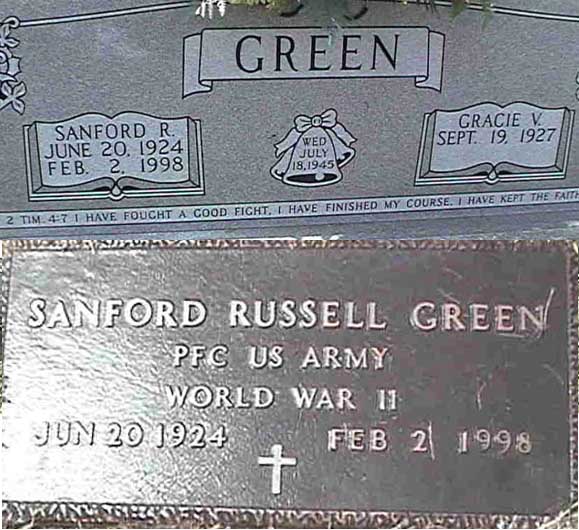 GREEN
SANFORD R.
JUNE 20, 1924
FEB. 2, 1998
WED
JULY
18, 1945
GRACIE V.
SEPT. 19, 1927
2 TIM. 4:7 I HAVE FOUGHT A GOOD FIGHT, I HAVE FINISHED MY COURSE, I HAVE KEPT THE FAITH
SANFORD RUSSELL GREEN
PFC US ARMY
WORLD WAR II
JUN 20 1924 FEB 2 1998